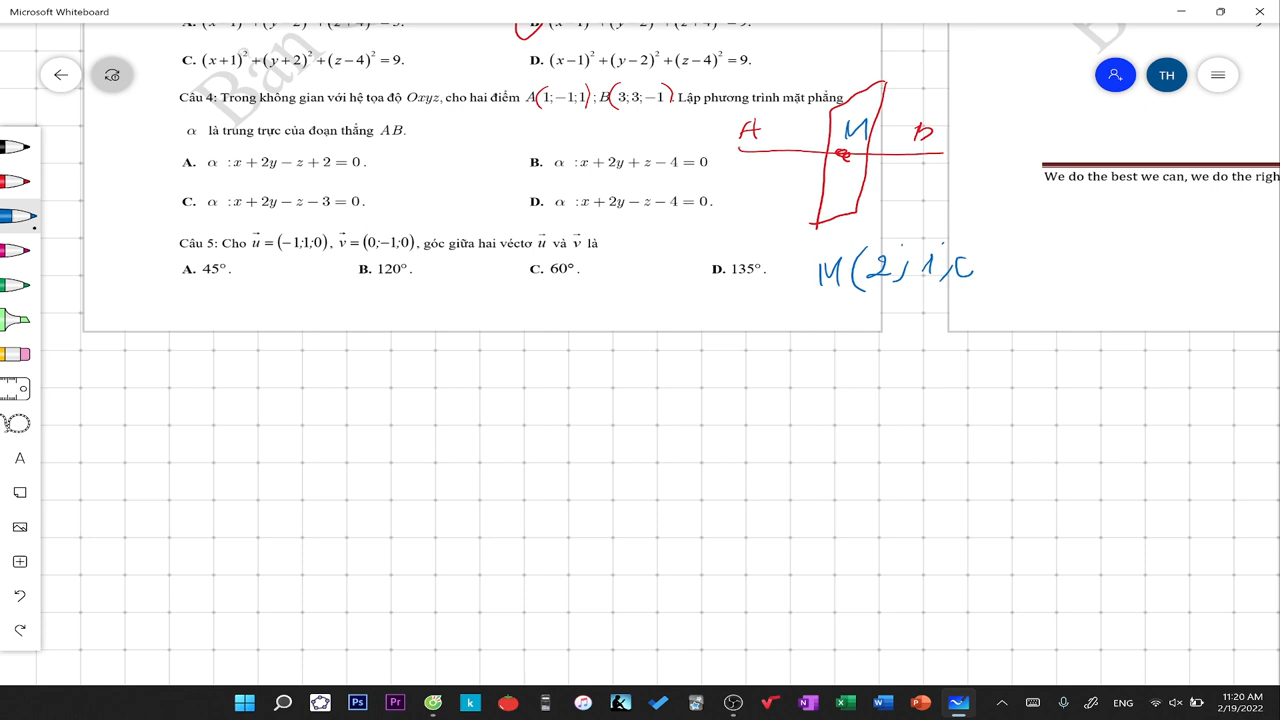 Microsoft Whiteboard
C. (x+1)² + (y+2)² + (z−4)² = 9.
D. (x−1)² + (y−2)² + (z−4)² = 9.
Câu 4: Trong không gian với hệ tọa độ Oxyz, cho hai điểm A(1;−1;1); B(3;3;−1). Lập phương trình mặt phẳng
α là trung trực của đoạn thẳng AB.
A. α : x + 2y − z + 2 = 0.
B. α : x + 2y + z − 4 = 0
C. α : x + 2y − z − 3 = 0.
D. α : x + 2y − z − 4 = 0.
Câu 5: Cho u⃗ = (−1;1;0), v⃗ = (0;−1;0), góc giữa hai véctơ u⃗ và v⃗ là
A. 45°.
B. 120°.
C. 60°.
D. 135°.
A M B
M(2; 1; 0
TH
We do the best we can, we do the righ
A
ENG
11:20 AM
2/19/2022